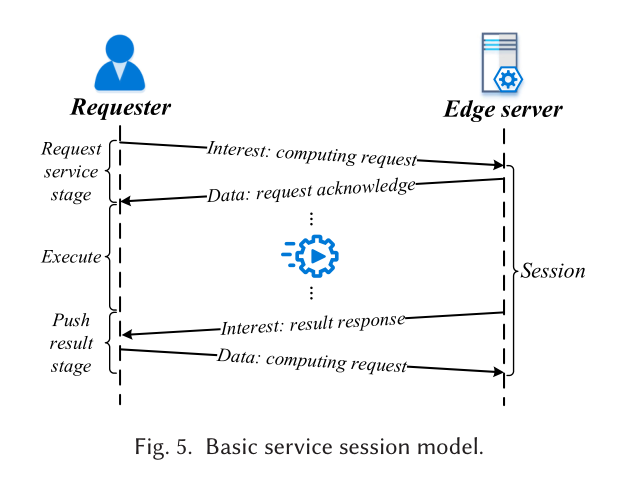 Requester
Edge server
Request
service
stage
Interest: computing request
Data: request acknowledge
Execute
Session
Push
result
stage
Interest: result response
Data: computing request
Fig. 5. Basic service session model.